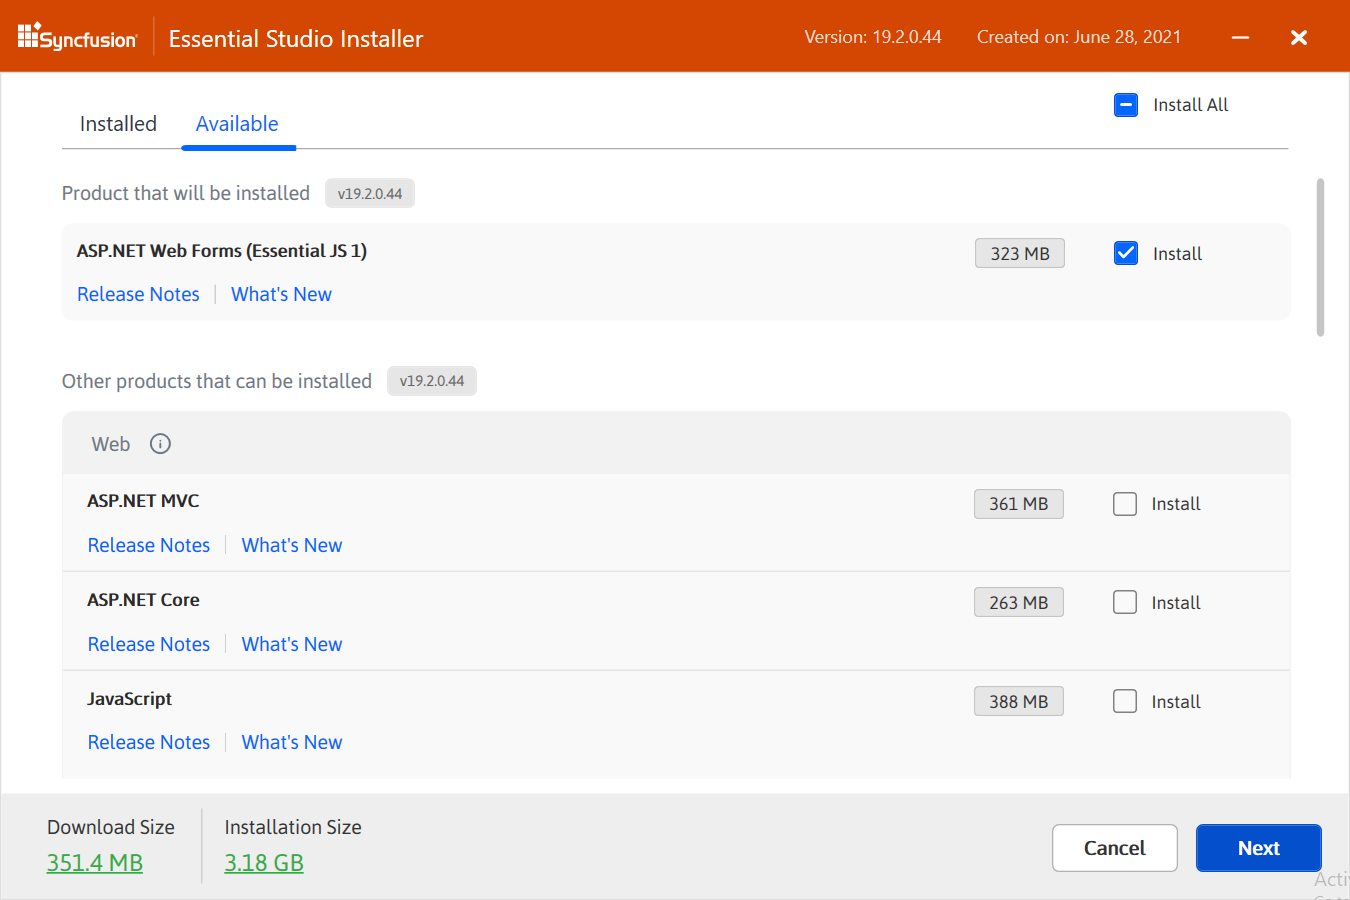 Syncfusion
Essential Studio Installer
Version: 19.2.0.44
Created on: June 28, 2021
Installed
Available
Install All
Product that will be installed
v19.2.0.44
ASP.NET Web Forms (Essential JS 1)
323 MB
Install
Release Notes
What's New
Other products that can be installed
v19.2.0.44
Web
ASP.NET MVC
361 MB
Install
Release Notes
What's New
ASP.NET Core
263 MB
Install
Release Notes
What's New
JavaScript
388 MB
Install
Release Notes
What's New
Download Size
351.4 MB
Installation Size
3.18 GB
Cancel
Next